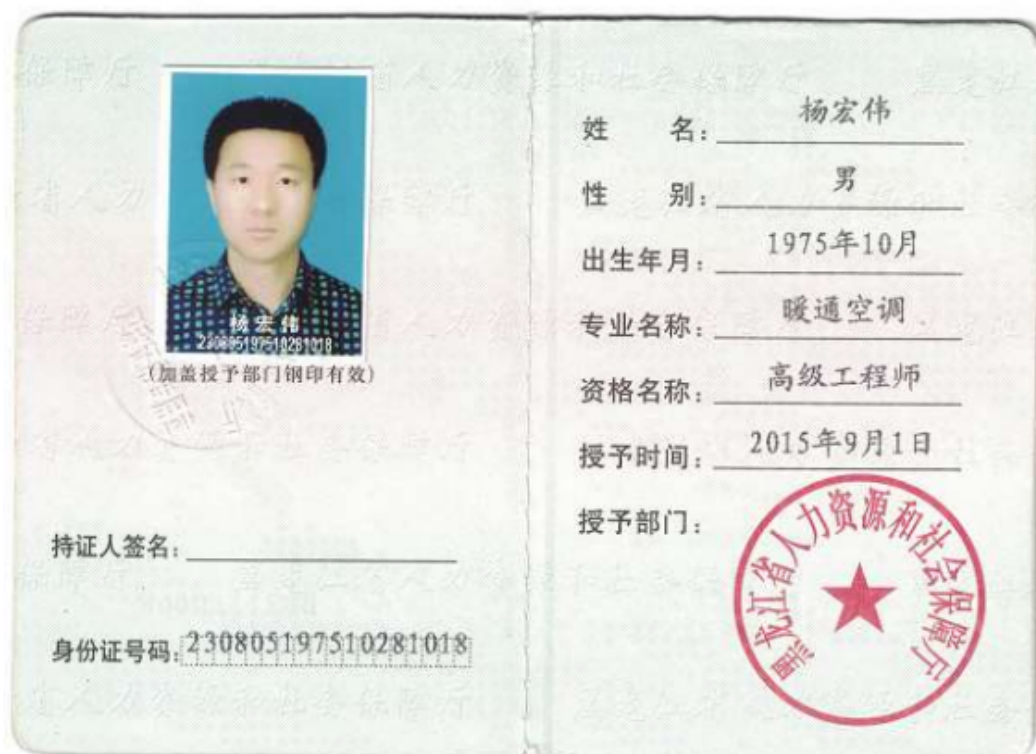 杨宏伟
230805197510281018
(加盖授予部门钢印有效)
持证人签名:
身份证号码:230805197510281018
姓 名:杨宏伟
性 别:男
出生年月:1975年10月
专业名称:暖通空调
资格名称:高级工程师
授予时间:2015年9月1日
授予部门:
黑龙江省人力资源和社会保障厅